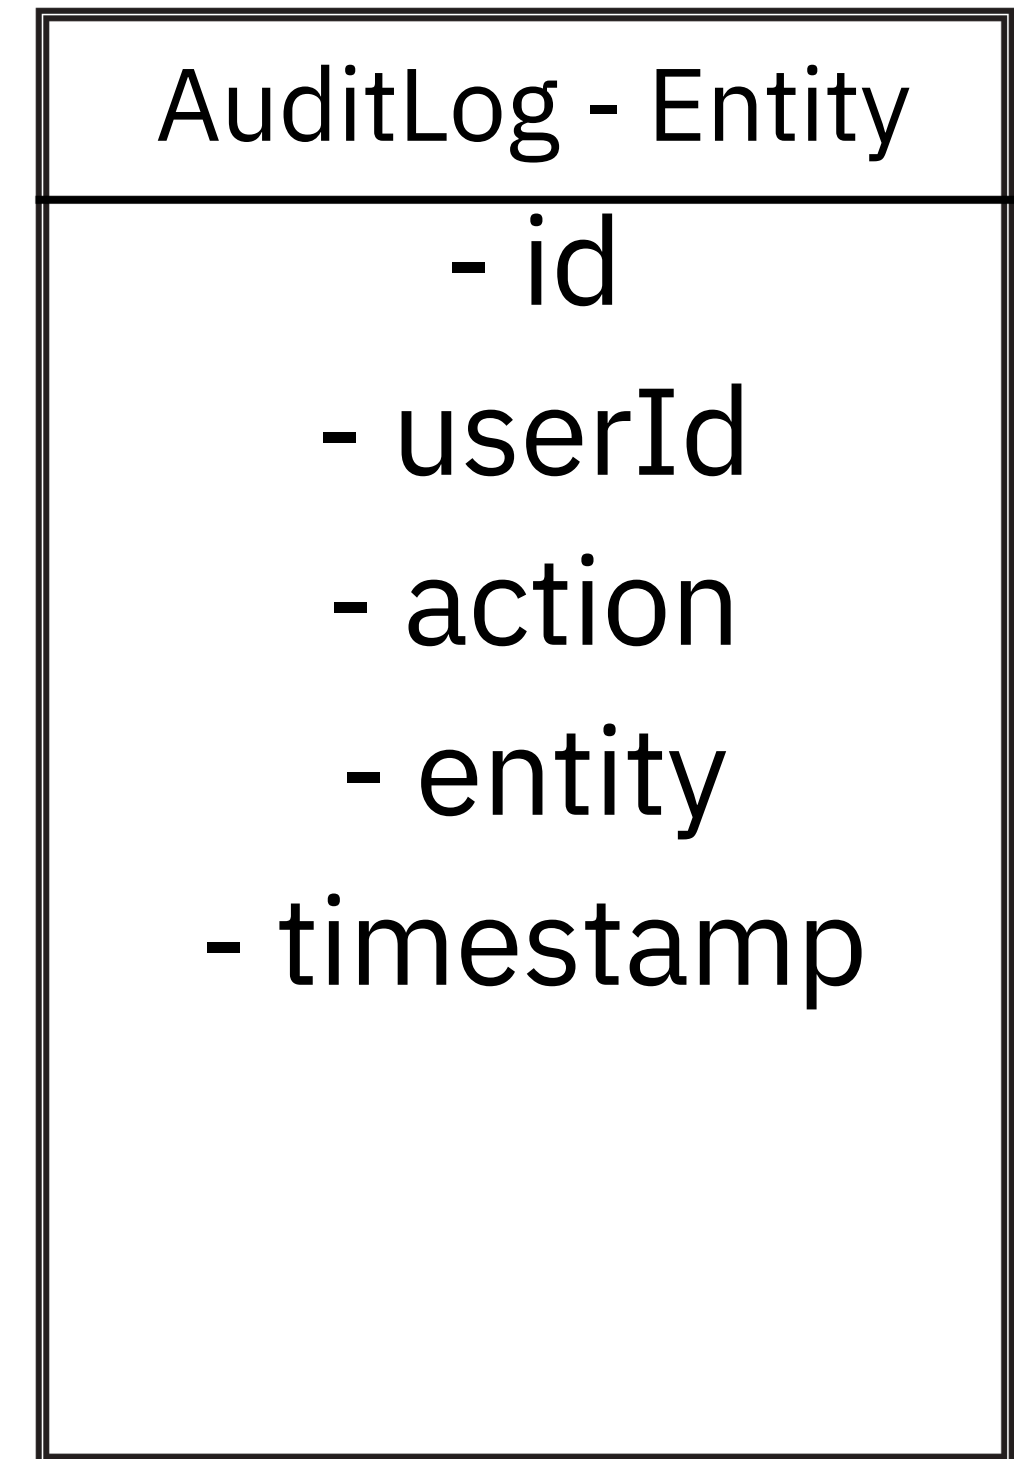 AuditLog - Entity
- id
- userId
- action
- entity
- timestamp